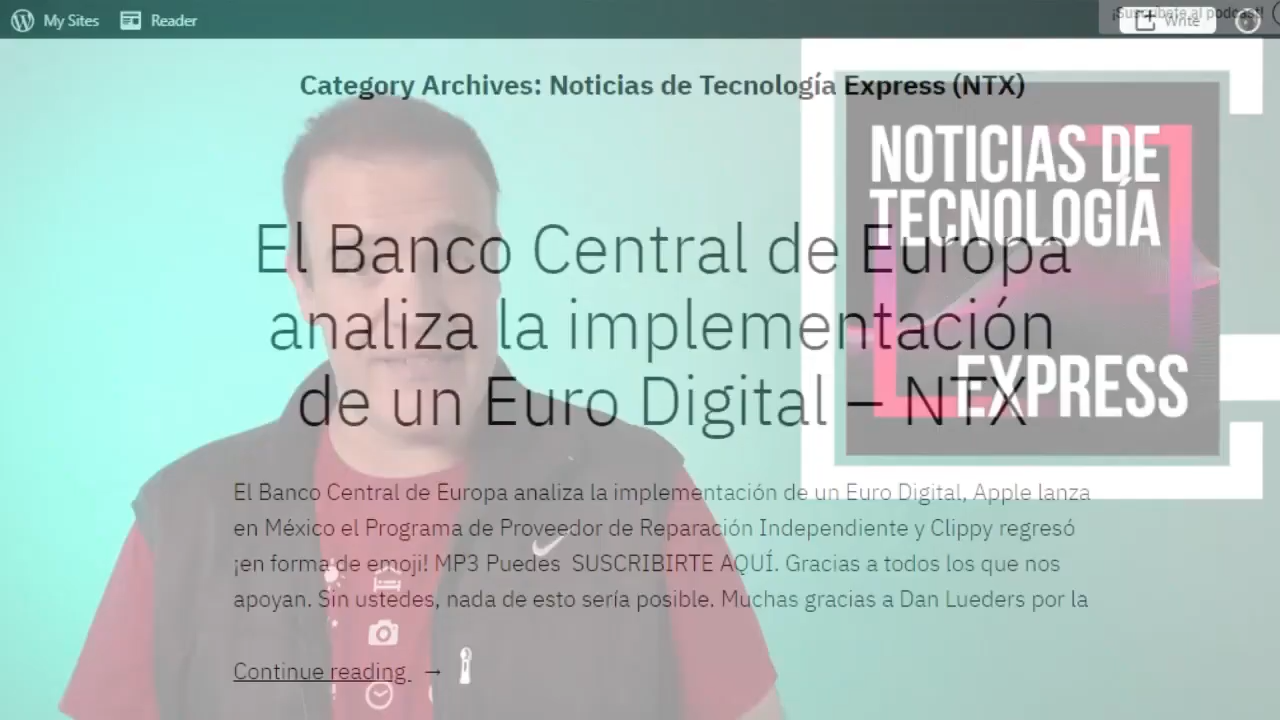 My Sites Reader ¡Suscríbete al podcast! Write
Category Archives: Noticias de Tecnología Express (NTX)
NOTICIAS DE
TECNOLOGÍA
EXPRESS
El Banco Central de Europa
analiza la implementación
de un Euro Digital – NTX
El Banco Central de Europa analiza la implementación de un Euro Digital, Apple lanza
en México el Programa de Proveedor de Reparación Independiente y Clippy regresó
¡en forma de emoji! MP3 Puedes SUSCRIBIRTE AQUÍ. Gracias a todos los que nos
apoyan. Sin ustedes, nada de esto sería posible. Muchas gracias a Dan Lueders por la
Continue reading →